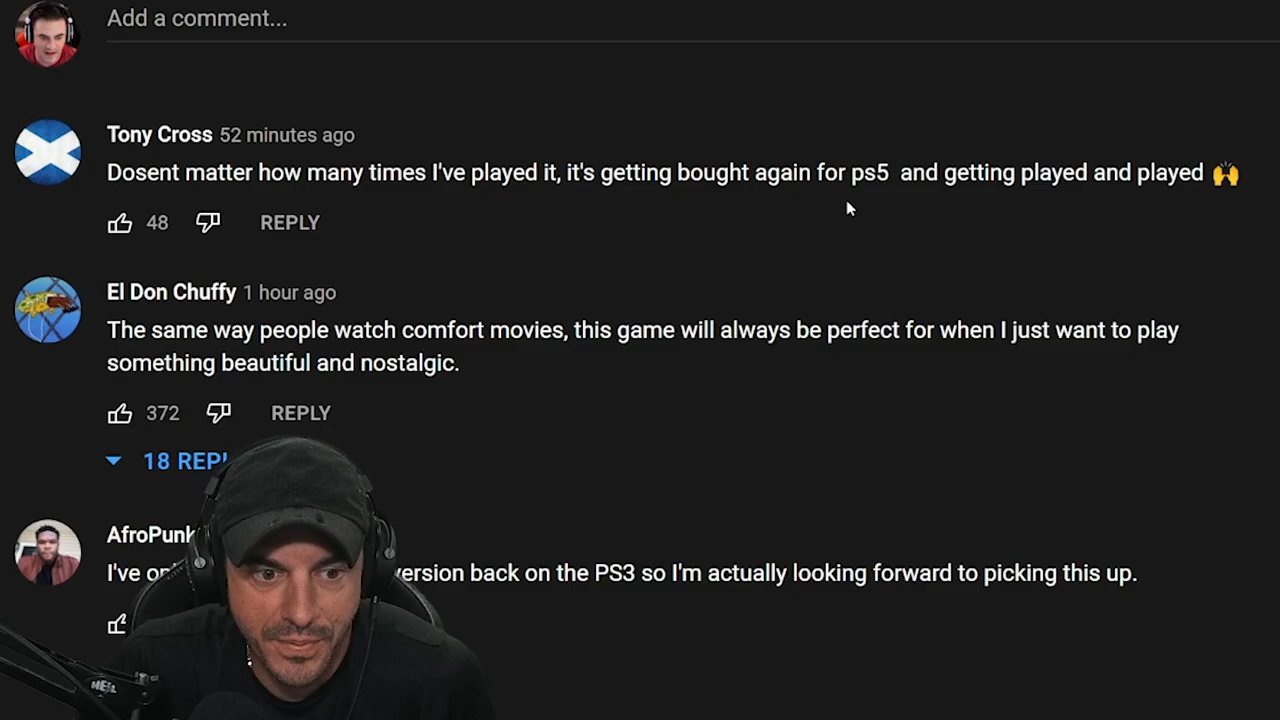 Add a comment...
Tony Cross 52 minutes ago
Dosent matter how many times I've played it, it's getting bought again for ps5 and getting played and played 🙌
48 REPLY
El Don Chuffy 1 hour ago
The same way people watch comfort movies, this game will always be perfect for when I just want to play
something beautiful and nostalgic.
372 REPLY
18
AfroPunk
I've version back on the PS3 so I'm actually looking forward to picking this up.
HEIL